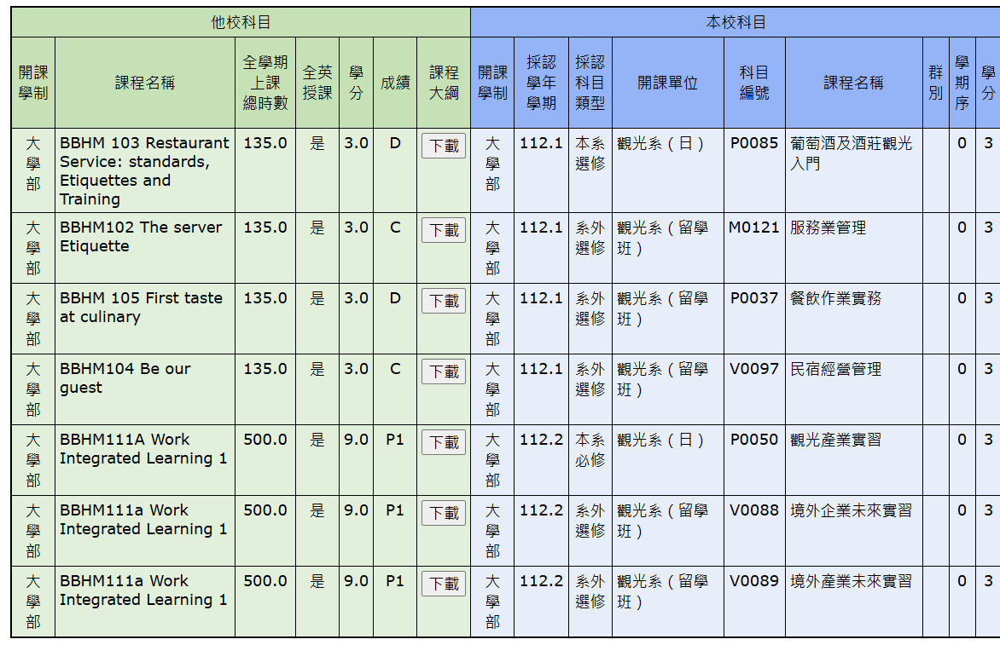 他校科目 本校科目
開課學制 課程名稱 全學期上課總時數 全英授課 學分 成績 課程大綱 開課學制 採認學年學期 採認科目類型 開課單位 科目編號 課程名稱 群別 學期序 學分
大學部 BBHM 103 Restaurant Service: standards, Etiquettes and Training 135.0 是 3.0 D 下載 大學部 112.1 本系選修 觀光系（日） P0085 葡萄酒及酒莊觀光入門 0 3
大學部 BBHM102 The server Etiquette 135.0 是 3.0 C 下載 大學部 112.1 系外選修 觀光系（留學班） M0121 服務業管理 0 3
大學部 BBHM 105 First taste at culinary 135.0 是 3.0 D 下載 大學部 112.1 系外選修 觀光系（留學班） P0037 餐飲作業實務 0 3
大學部 BBHM104 Be our guest 135.0 是 3.0 C 下載 大學部 112.1 系外選修 觀光系（留學班） V0097 民宿經營管理 0 3
大學部 BBHM111A Work Integrated Learning 1 500.0 是 9.0 P1 下載 大學部 112.2 本系必修 觀光系（日） P0050 觀光產業實習 0 3
大學部 BBHM111a Work Integrated Learning 1 500.0 是 9.0 P1 下載 大學部 112.2 系外選修 觀光系（留學班） V0088 境外企業未來實習 0 3
大學部 BBHM111a Work Integrated Learning 1 500.0 是 9.0 P1 下載 大學部 112.2 系外選修 觀光系（留學班） V0089 境外產業未來實習 0 3